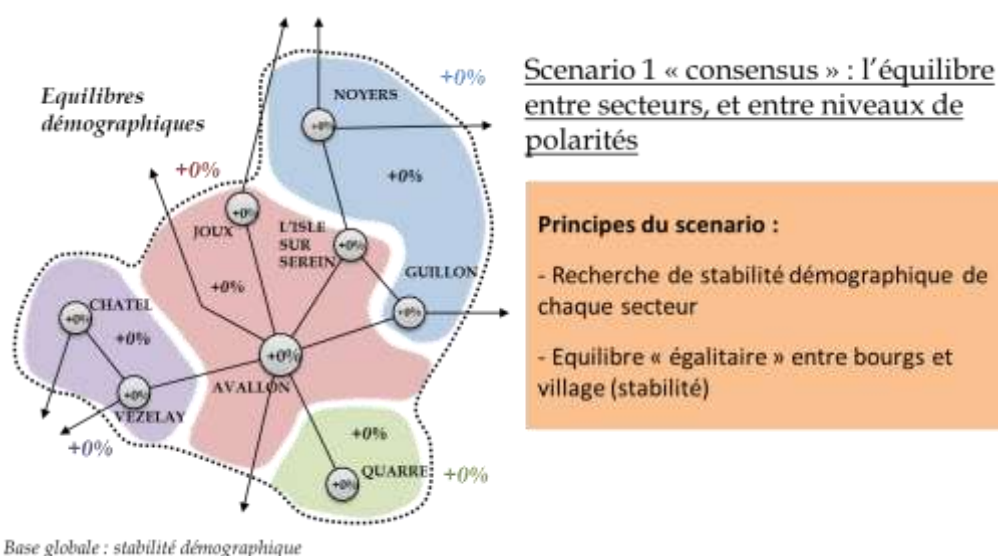 Equilibres
démographiques
+0%
NOYERS
+0%
+0%
+0%
+0%
JOUX
L'ISLE
SUR
SEREIN
+0%
+0%
GUILLON
+0%
+0%
CHATEL
+0%
+0%
+0%
AVALLON
+0%
VEZELAY
+0%
+0%
QUARRE
+0%
+0%
Base globale : stabilité démographique
Scenario 1 « consensus » : l'équilibre
entre secteurs, et entre niveaux de
polarités
Principes du scenario :
- Recherche de stabilité démographique de
chaque secteur
- Equilibre « égalitaire » entre bourgs et
village (stabilité)